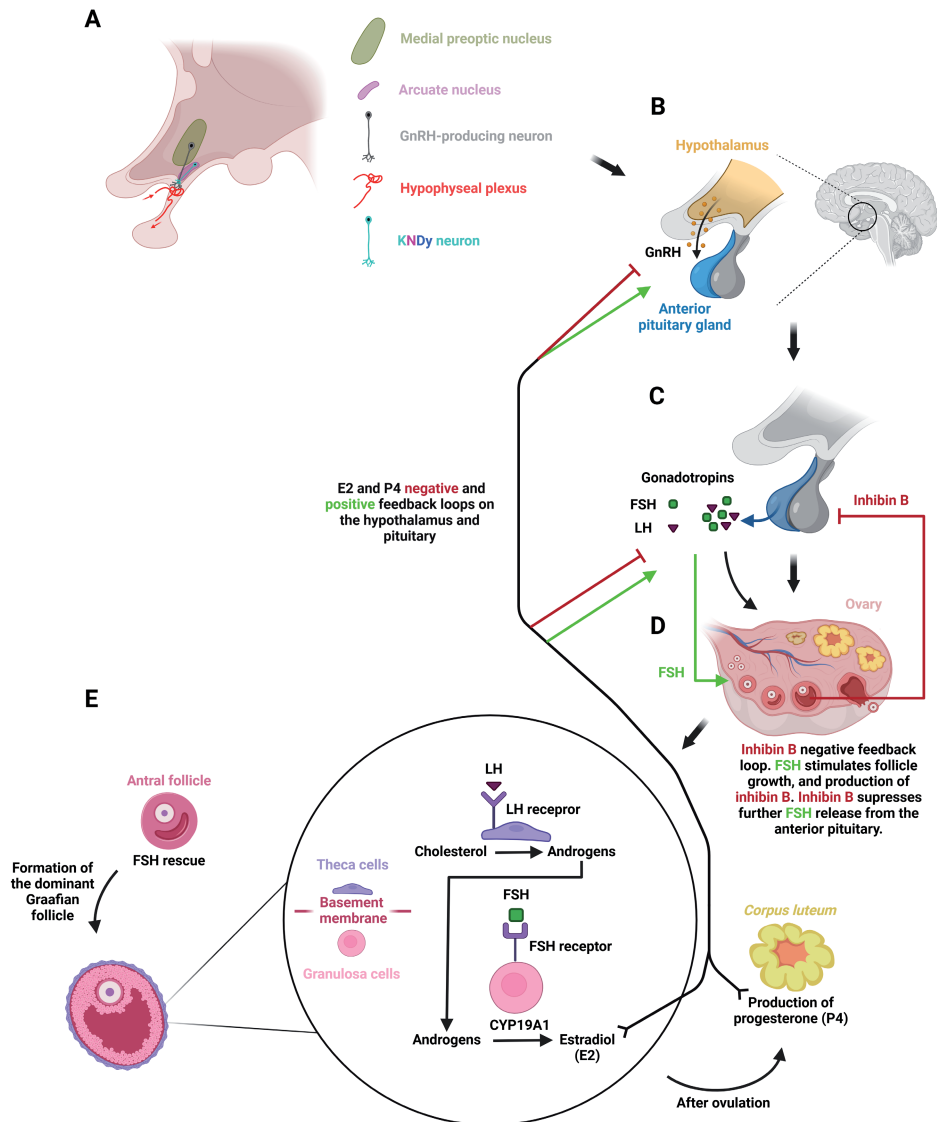 A
Medial preoptic nucleus
Arcuate nucleus
GnRH-producing neuron
Hypophyseal plexus
KNDy neuron
B
Hypothalamus
GnRH
Anterior
pituitary gland
C
Gonadotropins
FSH
LH
Inhibin B
E2 and P4 negative and
positive feedback loops on
the hypothalamus and
pituitary
D
Ovary
FSH
Inhibin B negative feedback
loop. FSH stimulates follicle
growth, and production of
inhibin B. Inhibin B supresses
further FSH release from the
anterior pituitary.
E
Antral follicle
FSH rescue
Formation of
the dominant
Graafian
follicle
LH
LH recepror
Cholesterol
Androgens
Theca cells
Basement
membrane
Granulosa cells
FSH
FSH receptor
CYP19A1
Androgens
Estradiol
(E2)
Corpus luteum
Production of
progesterone (P4)
After ovulation